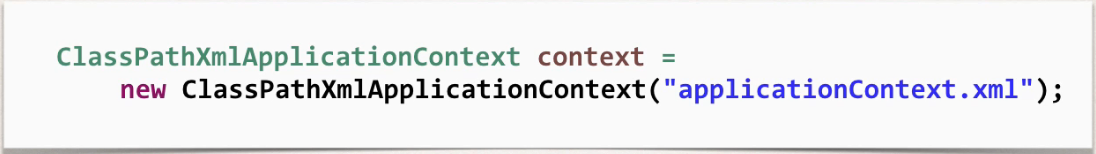 ClassPathXmlApplicationContext context =
new ClassPathXmlApplicationContext("applicationContext.xml");